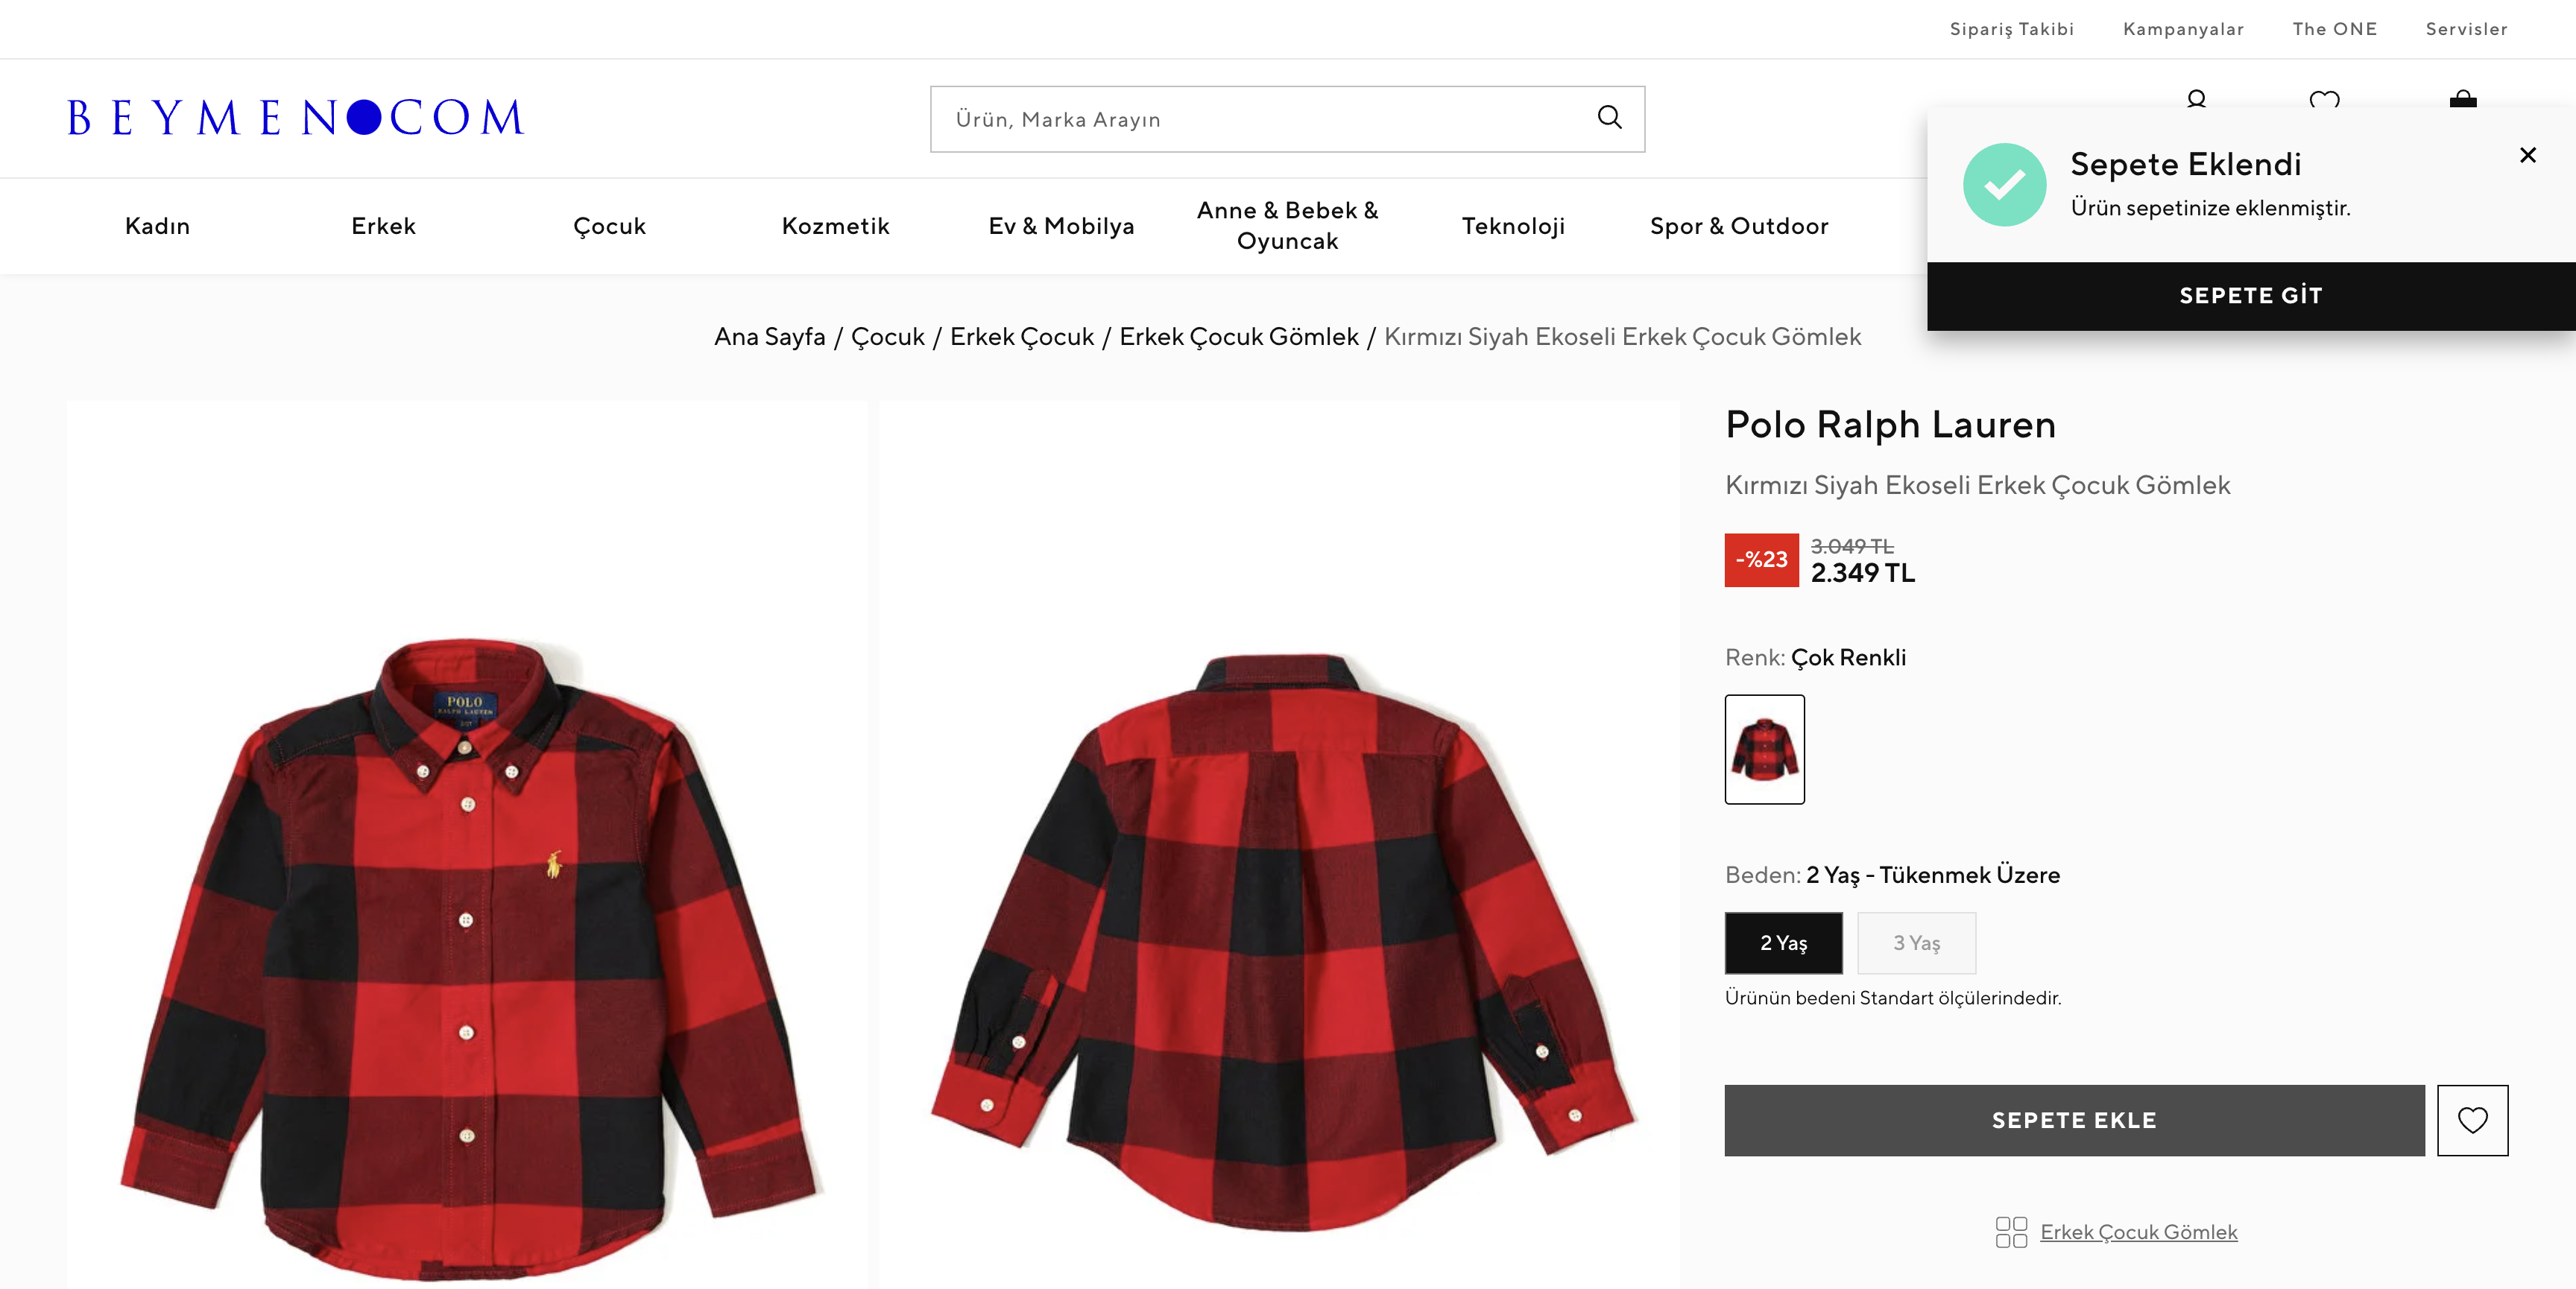 Sipariş Takibi Kampanyalar The ONE Servisler
BEYMEN●COM
Ürün, Marka Arayın
Sepete Eklendi
Ürün sepetinize eklenmiştir.
SEPETE GİT
Kadın Erkek Çocuk Kozmetik Ev & Mobilya Anne & Bebek &
Oyuncak Teknoloji Spor & Outdoor
Ana Sayfa / Çocuk / Erkek Çocuk / Erkek Çocuk Gömlek / Kırmızı Siyah Ekoseli Erkek Çocuk Gömlek
POLO
RALPH LAUREN
Polo Ralph Lauren
Kırmızı Siyah Ekoseli Erkek Çocuk Gömlek
-%23
3.049 TL
2.349 TL
Renk: Çok Renkli
Beden: 2 Yaş - Tükenmek Üzere
2 Yaş 3 Yaş
Ürünün bedeni Standart ölçülerindedir.
SEPETE EKLE
Erkek Çocuk Gömlek